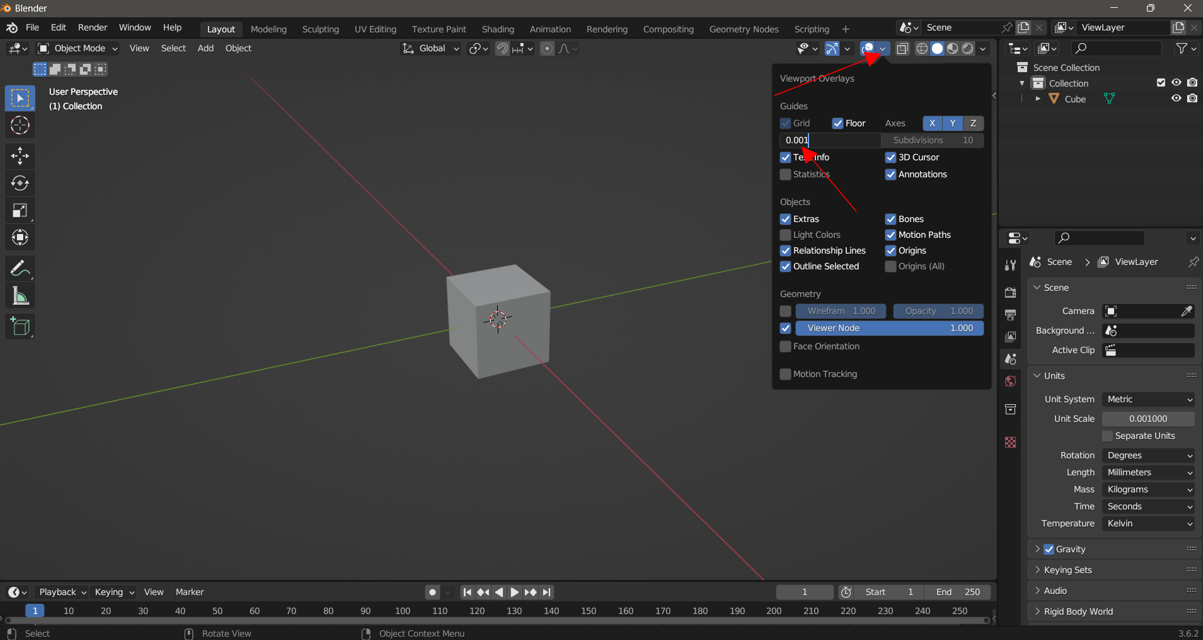 Blender
File Edit Render Window Help Layout Modeling Sculpting UV Editing Texture Paint Shading Animation Rendering Compositing Geometry Nodes Scripting + Scene ViewLayer
Object Mode View Select Add Object Global
User Perspective
(1) Collection
Viewport Overlays
Guides
Grid Floor Axes X Y Z
0.001 Subdivisions 10
Text Info 3D Cursor
Statistics Annotations
Objects
Extras Bones
Light Colors Motion Paths
Relationship Lines Origins
Outline Selected Origins (All)
Geometry
Wirefram 1.000 Opacity 1.000
Viewer Node 1.000
Face Orientation
Motion Tracking
Scene Collection
Collection
Cube
Scene > ViewLayer
Scene
Camera
Background ...
Active Clip
Units
Unit System Metric
Unit Scale 0.001000
Separate Units
Rotation Degrees
Length Millimeters
Mass Kilograms
Time Seconds
Temperature Kelvin
Gravity
Keying Sets
Audio
Rigid Body World
Playback Keying View Marker 1 Start 1 End 250
1 10 20 30 40 50 60 70 80 90 100 110 120 130 140 150 160 170 180 190 200 210 220 230 240 250
Select Rotate View Object Context Menu 3.6.2